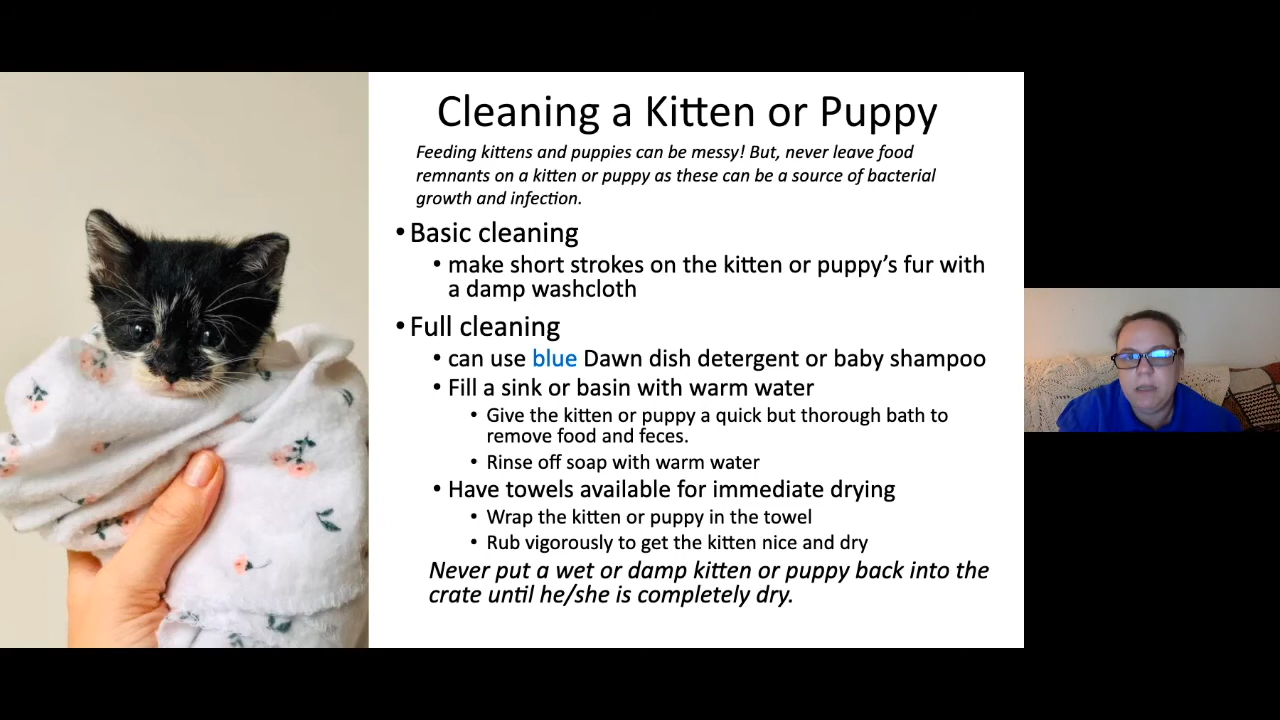 Cleaning a Kitten or Puppy
Feeding kittens and puppies can be messy! But, never leave food
remnants on a kitten or puppy as these can be a source of bacterial
growth and infection.
• Basic cleaning
• make short strokes on the kitten or puppy's fur with
a damp washcloth
• Full cleaning
• can use blue Dawn dish detergent or baby shampoo
• Fill a sink or basin with warm water
• Give the kitten or puppy a quick but thorough bath to
remove food and feces.
• Rinse off soap with warm water
• Have towels available for immediate drying
• Wrap the kitten or puppy in the towel
• Rub vigorously to get the kitten nice and dry
Never put a wet or damp kitten or puppy back into the
crate until he/she is completely dry.